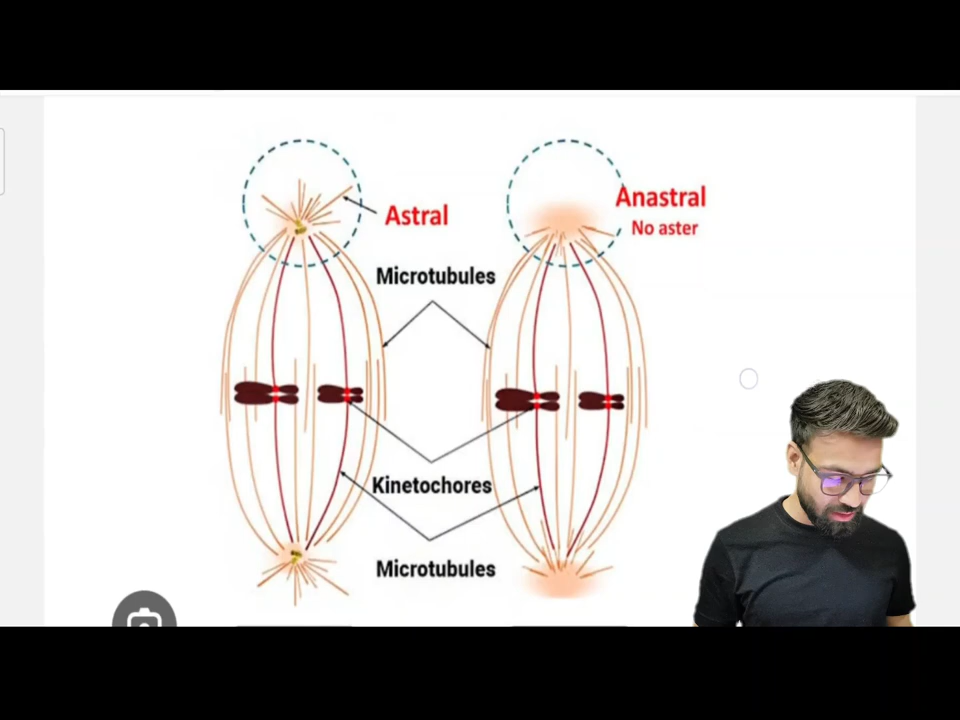 Astral
Anastral
No aster
Microtubules
Kinetochores
Microtubules